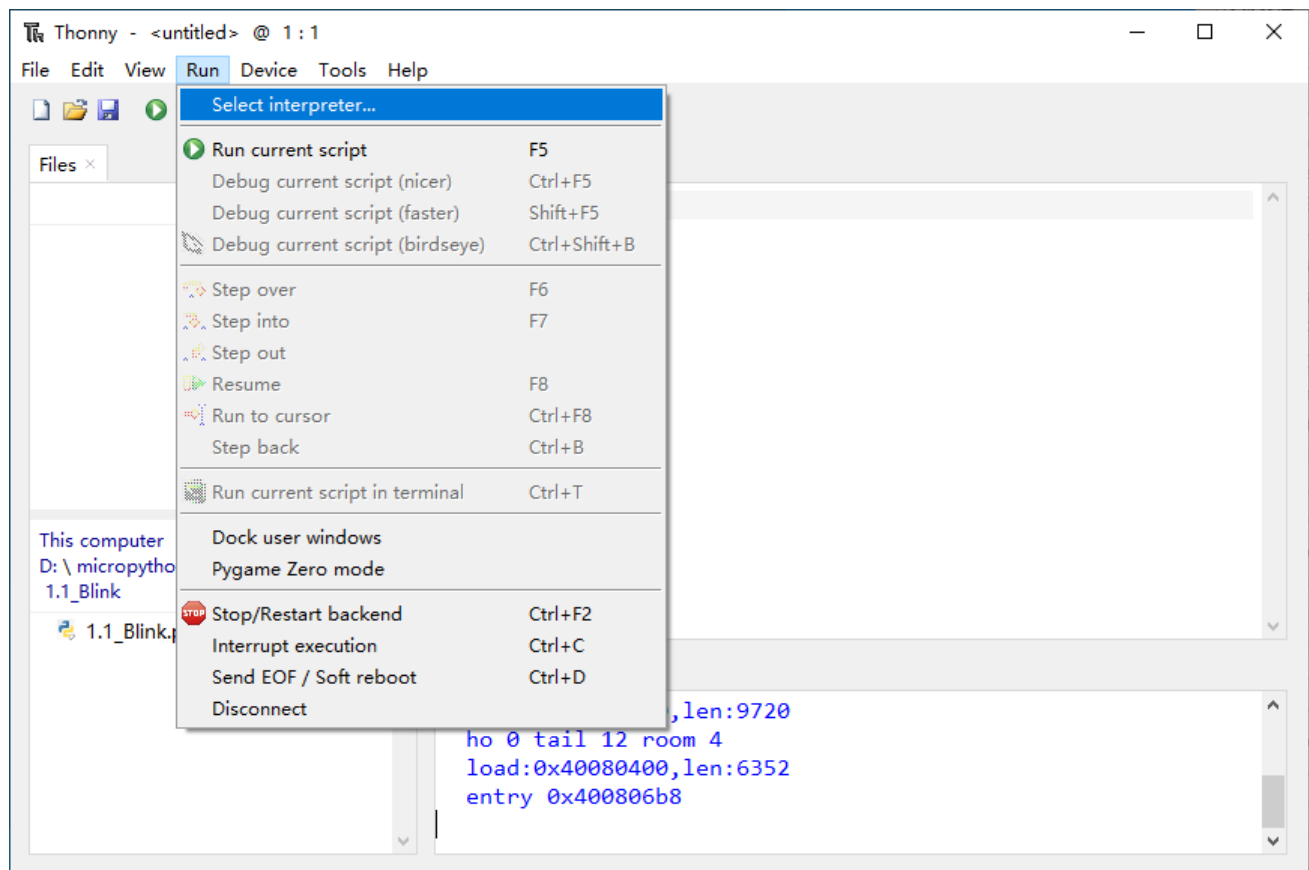 Thonny - <untitled> @ 1:1
File Edit View Run Device Tools Help
Select interpreter...
Files
Run current script F5
Debug current script (nicer) Ctrl+F5
Debug current script (faster) Shift+F5
Debug current script (birdseye) Ctrl+Shift+B
Step over F6
Step into F7
Step out
Resume F8
Run to cursor Ctrl+F8
Step back Ctrl+B
Run current script in terminal Ctrl+T
Dock user windows
Pygame Zero mode
STOP Stop/Restart backend Ctrl+F2
Interrupt execution Ctrl+C
Send EOF / Soft reboot Ctrl+D
Disconnect
This computer
D: \ micropytho
1.1_Blink
1.1_Blink.p
,len:9720
ho 0 tail 12 room 4
load:0x40080400,len:6352
entry 0x400806b8